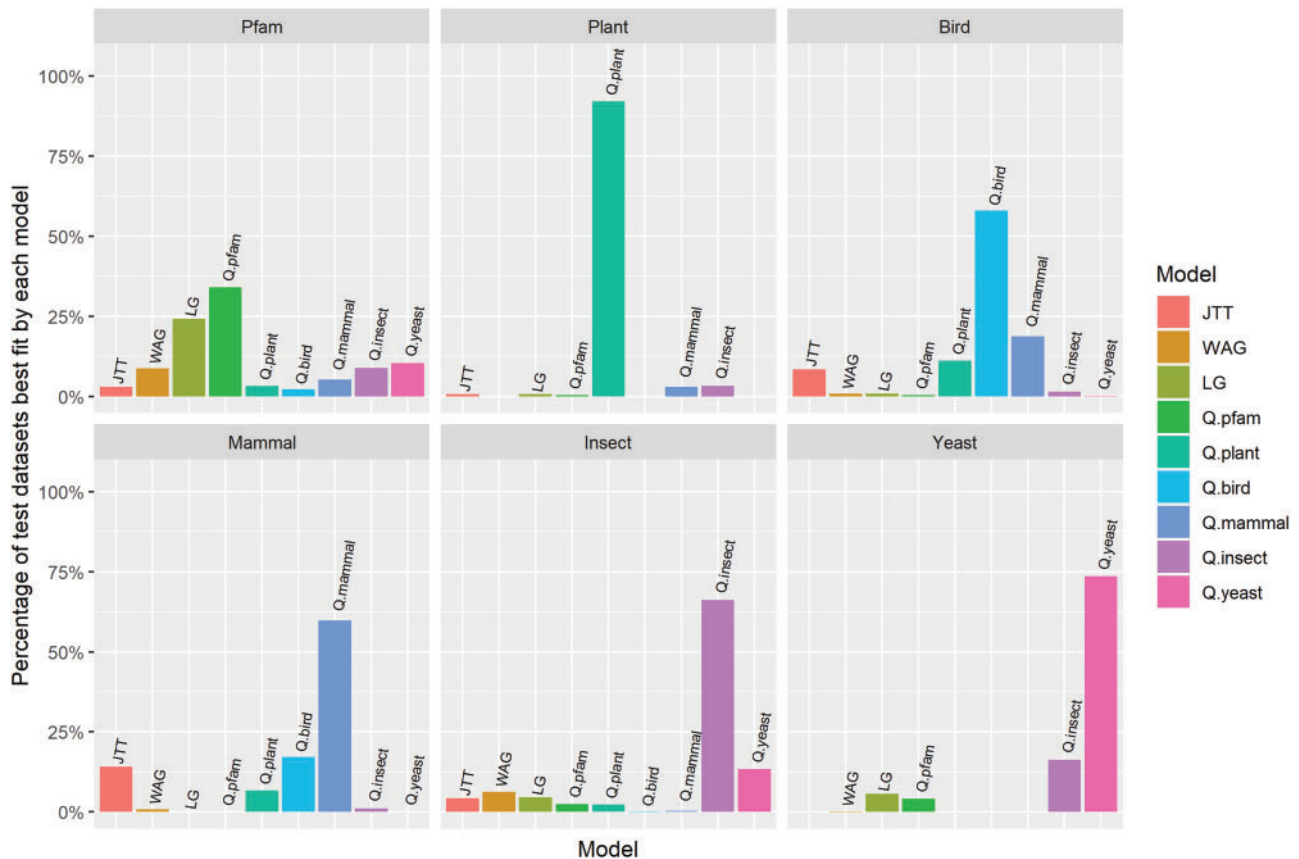 Pfam
Plant
Bird
Percentage of test datasets best fit by each model
100%
75%
50%
25%
0%
JTT
WAG
LG
Q.pfam
Q.plant
Q.bird
Q.mammal
Q.insect
Q.yeast
JTT
LG
Q.pfam
Q.plant
Q.mammal
Q.insect
JTT
WAG
LG
Q.pfam
Q.plant
Q.bird
Q.mammal
Q.insect
Q.yeast
Mammal
Insect
Yeast
100%
75%
50%
25%
0%
JTT
WAG
LG
Q.pfam
Q.plant
Q.bird
Q.mammal
Q.insect
Q.yeast
JTT
WAG
LG
Q.pfam
Q.plant
Q.bird
Q.mammal
Q.insect
Q.yeast
WAG
LG
Q.pfam
Q.insect
Q.yeast
Model
Model
JTT
WAG
LG
Q.pfam
Q.plant
Q.bird
Q.mammal
Q.insect
Q.yeast